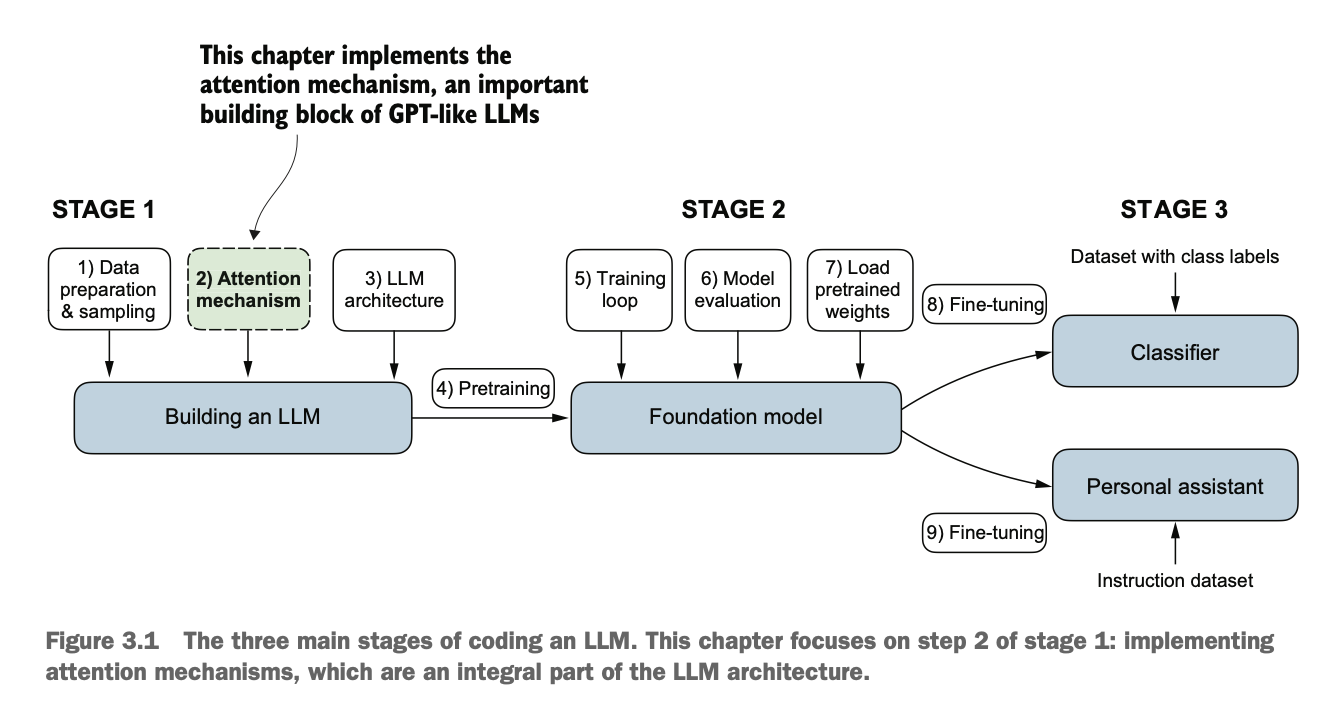 This chapter implements the
attention mechanism, an important
building block of GPT-like LLMs
STAGE 1
STAGE 2
STAGE 3
1) Data
preparation
& sampling
2) Attention
mechanism
3) LLM
architecture
5) Training
loop
6) Model
evaluation
7) Load
pretrained
weights
8) Fine-tuning
Dataset with class labels
Classifier
Building an LLM
4) Pretraining
Foundation model
Personal assistant
9) Fine-tuning
Instruction dataset
Figure 3.1 The three main stages of coding an LLM. This chapter focuses on step 2 of stage 1: implementing
attention mechanisms, which are an integral part of the LLM architecture.